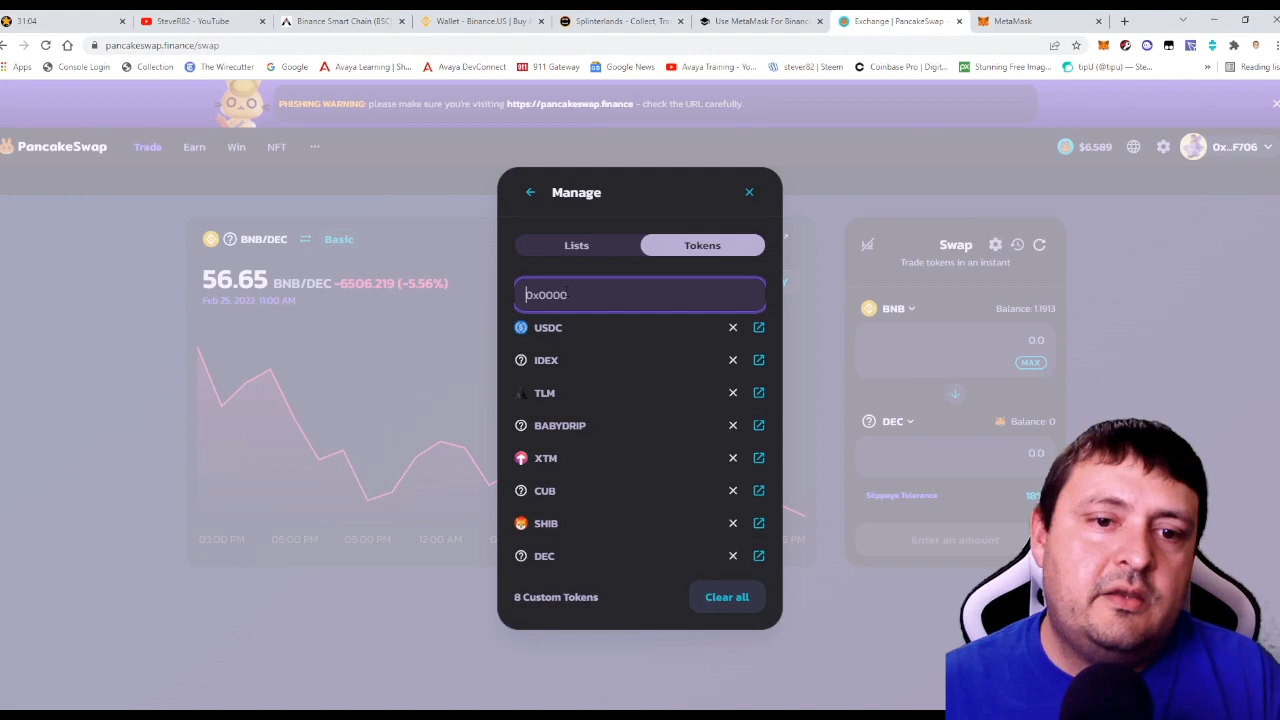 31:04
SteveR82 - YouTube
Binance Smart Chain (BSC)
Wallet - Binance.US | Buy &
Splinterlands - Collect, Tra
Use MetaMask For Binance
Exchange | PancakeSwap
MetaMask
pancakeswap.finance/swap
Apps
Console Login
Collection
The Wirecutter
Google
Avaya Learning | Sh...
Avaya DevConnect
911 Gateway
Google News
Avaya Training - Yo...
stever82 | Steem
Coinbase Pro | Digit...
Stunning Free Imag...
tipU (@tipu) — Ste...
»
Reading list
PHISHING WARNING: please make sure you're visiting https://pancakeswap.finance - check the URL carefully.
PancakeSwap
Trade
Earn
Win
NFT
...
$6.589
0x...F706
Manage
Lists
Tokens
0x0000
USDC
IDEX
TLM
BABYDRIP
XTM
CUB
SHIB
DEC
8 Custom Tokens
Clear all
BNB/DEC
Basic
56.65 BNB/DEC -6506.219 (-5.56%)
Feb 25, 2022, 11:00 AM
03:00 PM
06:00 PM
09:00 PM
12:00 AM
Swap
Trade tokens in an instant
BNB
Balance: 1.1913
0.0
MAX
DEC
Balance: 0
0.0
Slippage Tolerance
Enter an amount